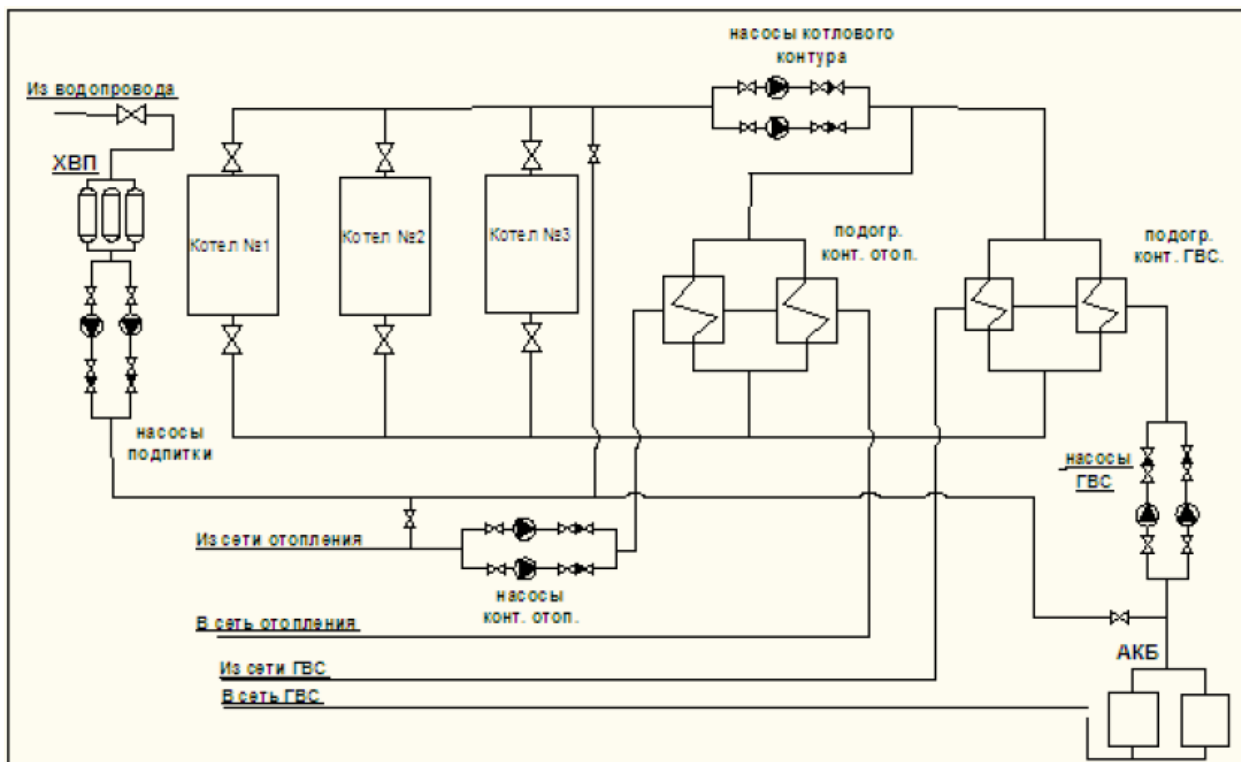 насосы котлового
контура
Из водопровода
ХВП
Котел №1
Котел №2
Котел №3
подогр.
конт. отоп.
подогр.
конт. ГВС.
насосы
подпитки
насосы
ГВС
Из сети отопления
насосы
конт. отоп.
В сеть отопления
Из сети ГВС
В сеть ГВС
АКБ